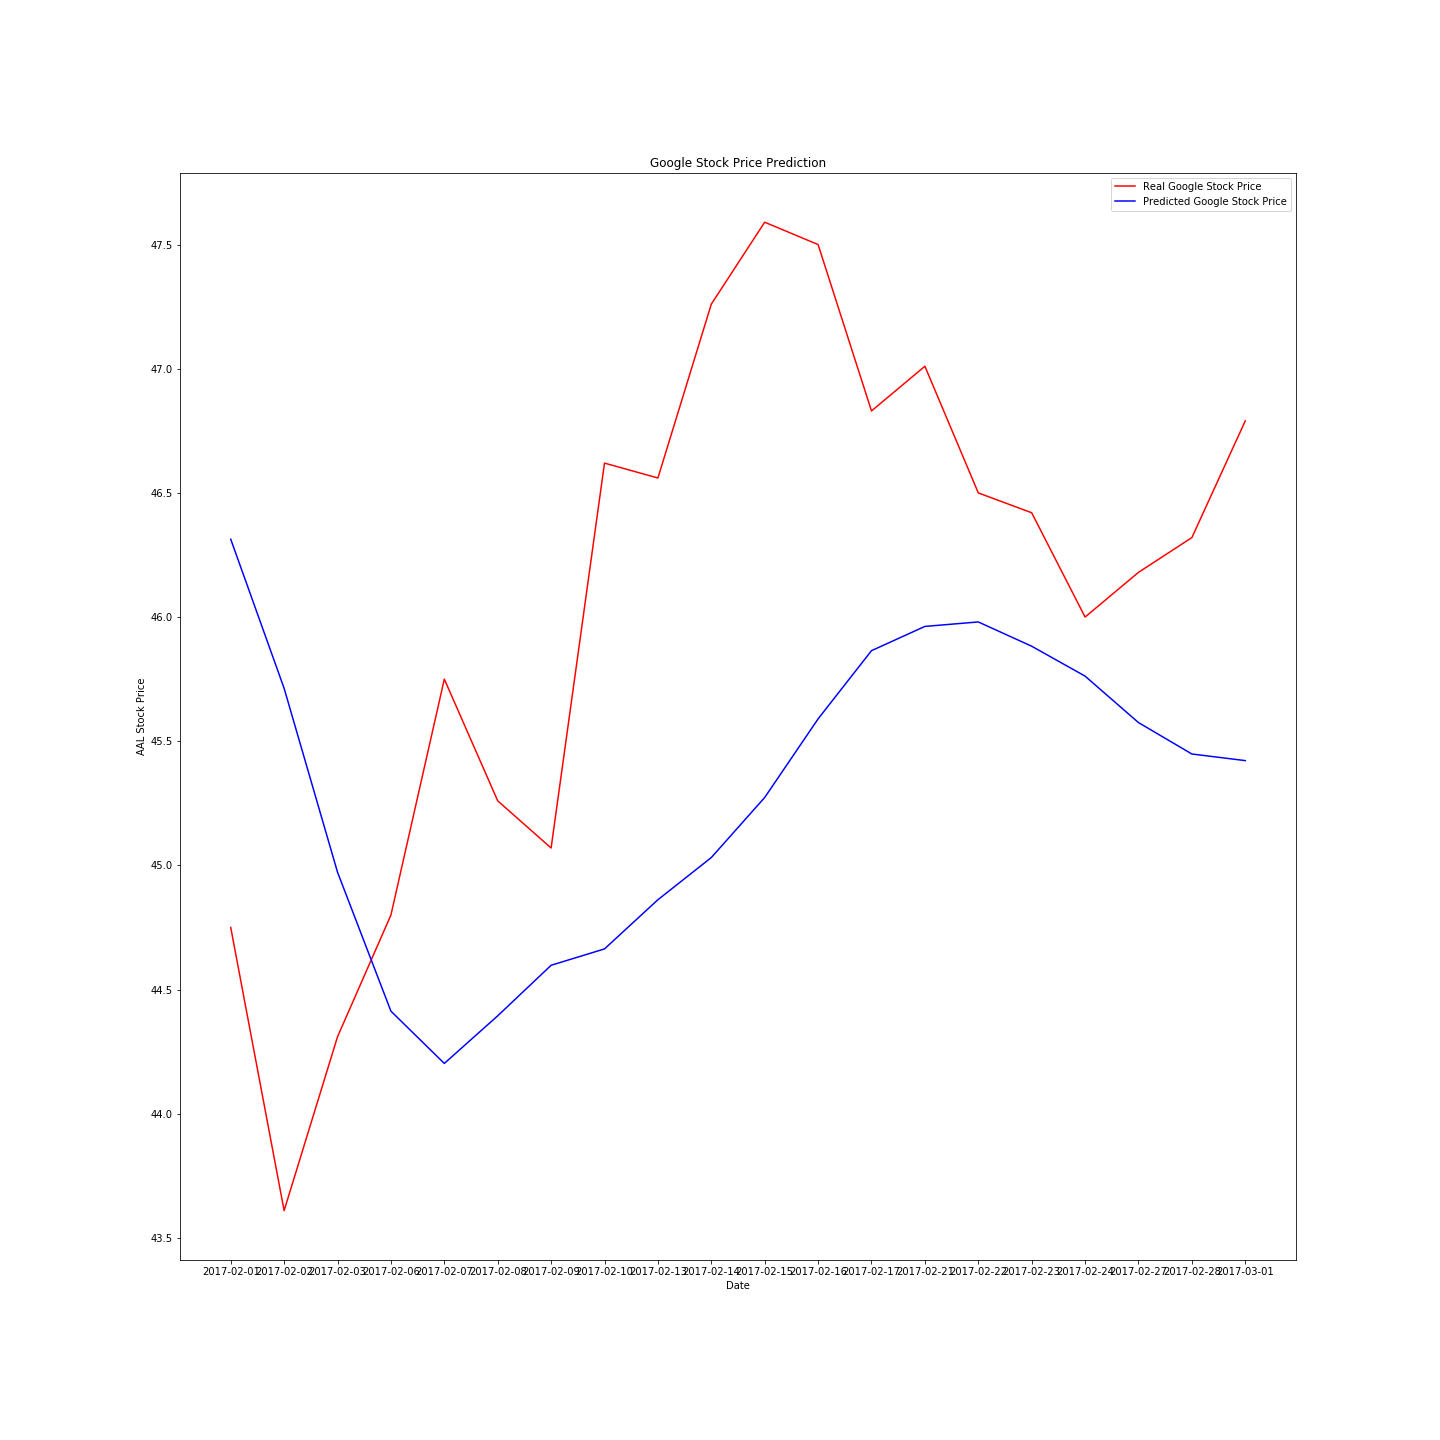 Google Stock Price Prediction
Real Google Stock Price
Predicted Google Stock Price
47.5
47.0
46.5
46.0
45.5
45.0
44.5
44.0
43.5
AAL Stock Price
2017-02-01 2017-02-02 2017-02-03 2017-02-06 2017-02-07 2017-02-08 2017-02-09 2017-02-10 2017-02-13 2017-02-14 2017-02-15 2017-02-16 2017-02-17 2017-02-21 2017-02-22 2017-02-23 2017-02-24 2017-02-27 2017-02-28 2017-03-01
Date